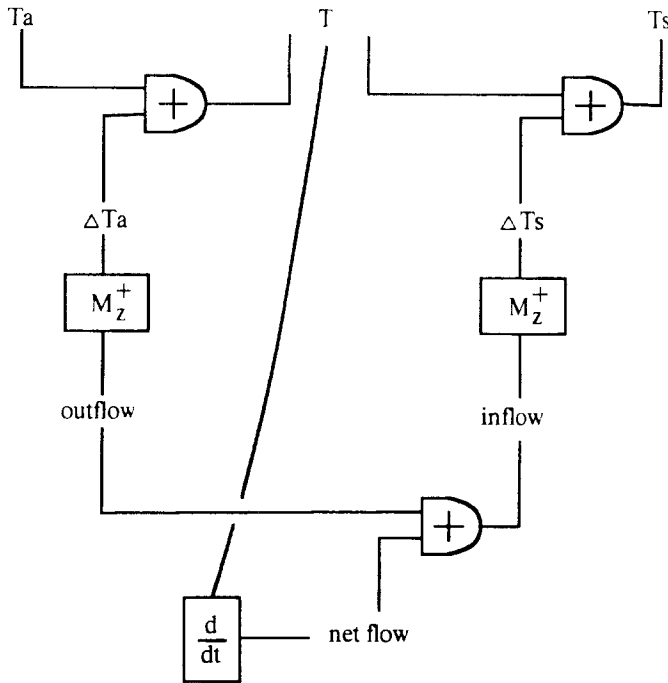 Ta T Ts
+ +
△Ta △Ts
M_z^+ M_z^+
outflow inflow
+
d/dt net flow